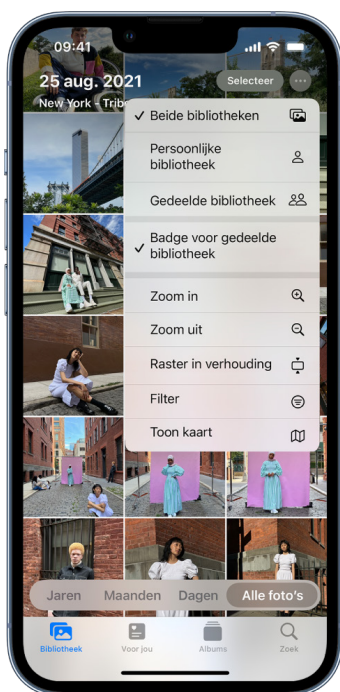 09:41
25 aug. 2021
Selecteer
New York - Tribe
✓ Beide bibliotheken
Persoonlijke
bibliotheek
Gedeelde bibliotheek
✓ Badge voor gedeelde
bibliotheek
Zoom in
Zoom uit
Raster in verhouding
Filter
Toon kaart
Jaren Maanden Dagen Alle foto's
Bibliotheek Voor jou Albums Zoek